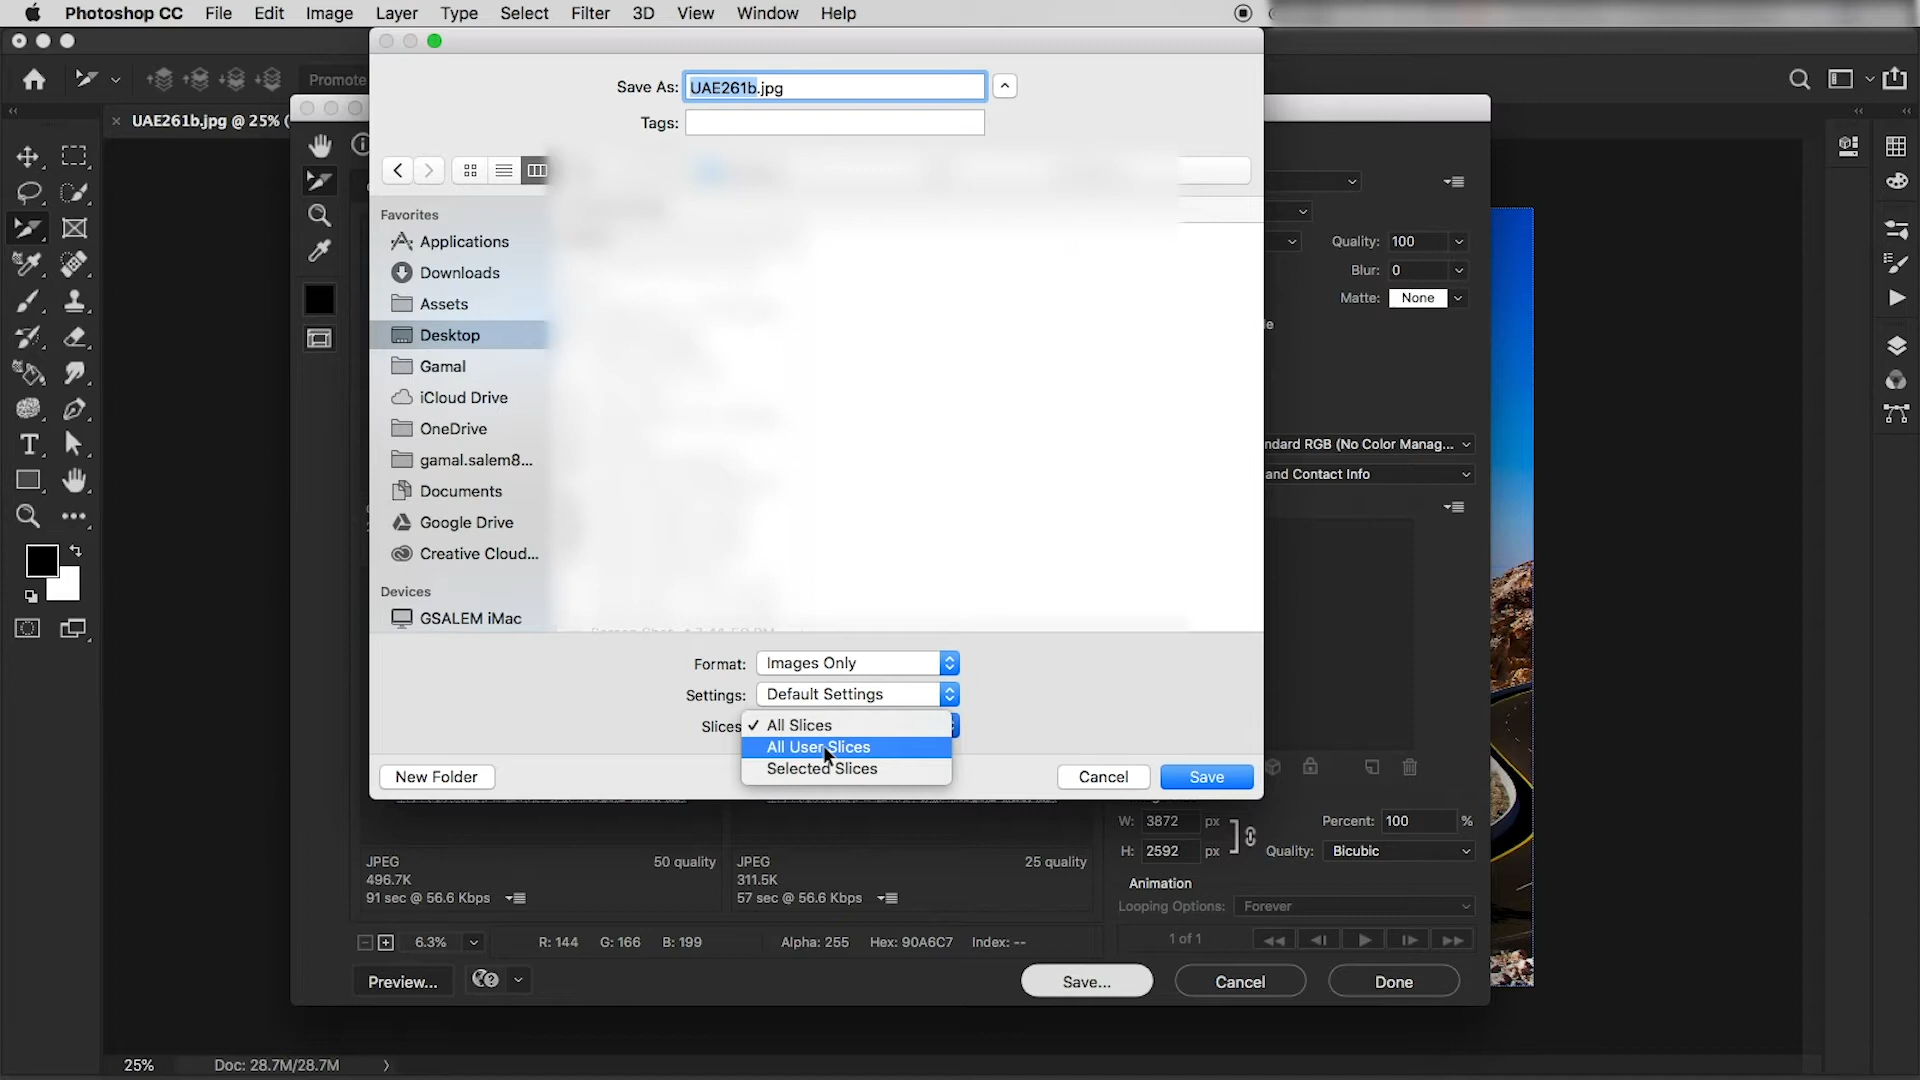 Photoshop CC File Edit Image Layer Type Select Filter 3D View Window Help
Promote
UAE261b.jpg @ 25% (
Save As: UAE261b.jpg
Tags:
Favorites
Applications
Downloads
Assets
Desktop
Gamal
iCloud Drive
OneDrive
gamal.salem8...
Documents
Google Drive
Creative Cloud...
Devices
GSALEM iMac
Format: Images Only
Settings: Default Settings
Slices
✓ All Slices
All User Slices
Selected Slices
New Folder
Cancel
Save
Quality: 100
Blur: 0
Matte: None
ndard RGB (No Color Manag...
and Contact Info
W: 3872 px
H: 2592 px
Percent: 100 %
Quality: Bicubic
Animation
Looping Options: Forever
1 of 1
JPEG 50 quality
496.7K
91 sec @ 56.6 Kbps
JPEG 25 quality
311.5K
57 sec @ 56.6 Kbps
6.3% R: 144 G: 166 B: 199 Alpha: 255 Hex: 90A6C7 Index: --
Preview...
Save...
Cancel
Done
25% Doc: 28.7M/28.7M